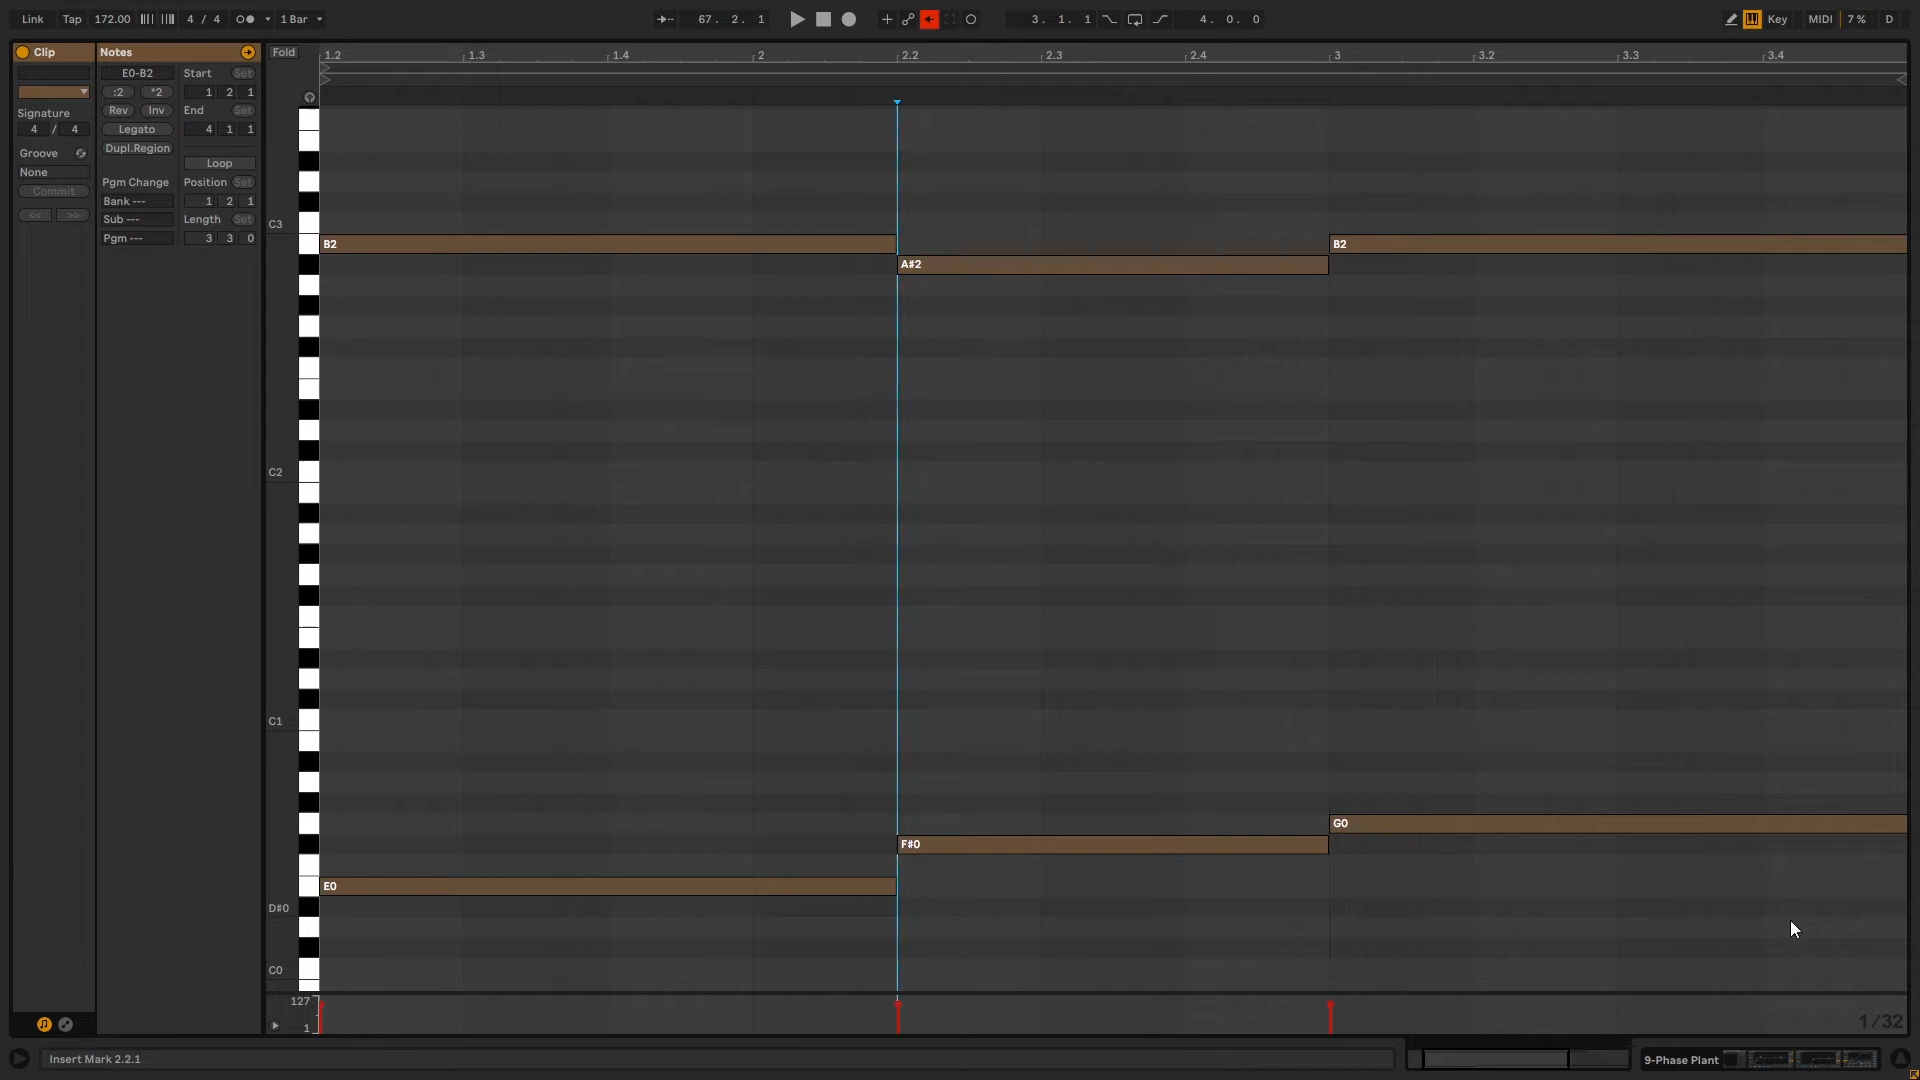 Link Tap 172.00 4 / 4 1 Bar 67. 2. 1 3. 1. 1 4. 0. 0 Key MIDI 7 % D
Clip Notes Fold 1.2 1.3 1.4 2 2.2 2.3 2.4 3 3.2 3.3 3.4
E0-B2 Start Set
:2 *2 1 2 1
Rev Inv End Set
Signature
4 / 4 Legato 4 1 1
Dupl.Region
Groove Loop
None
Pgm Change Position Set
Commit
Bank --- 1 2 1
<< >> Sub --- Length Set
Pgm --- 3 3 0
C3
B2 B2
A#2
C2
C1
G0
F#0
E0
D#0
C0
127
1
1/32
Insert Mark 2.2.1 9-Phase Plant